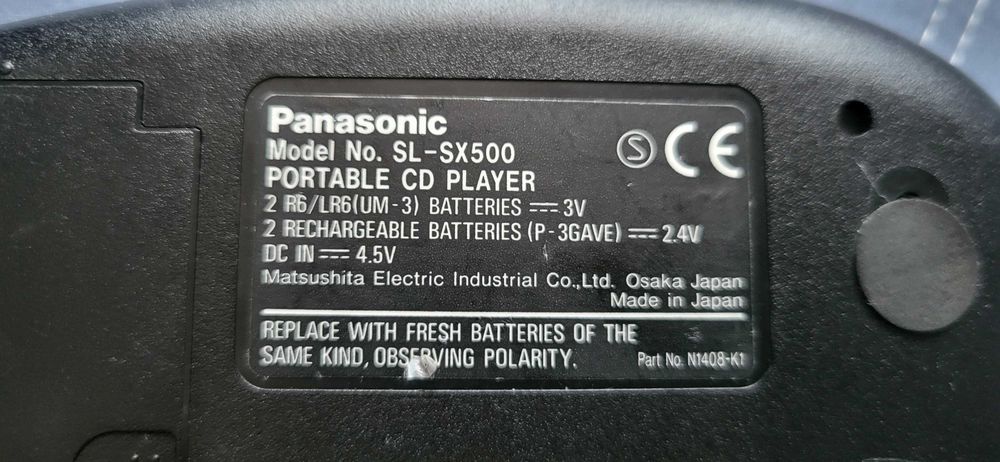 Panasonic
Model No. SL-SX500
PORTABLE CD PLAYER
2 R6/LR6(UM-3) BATTERIES ⎓ 3V
2 RECHARGEABLE BATTERIES (P-3GAVE) ⎓ 2.4V
DC IN ⎓ 4.5V
Matsushita Electric Industrial Co.,Ltd. Osaka Japan
Made in Japan
Ⓢ CE
REPLACE WITH FRESH BATTERIES OF THE
SAME KIND, OBSERVING POLARITY.
Part No. N1408-K1